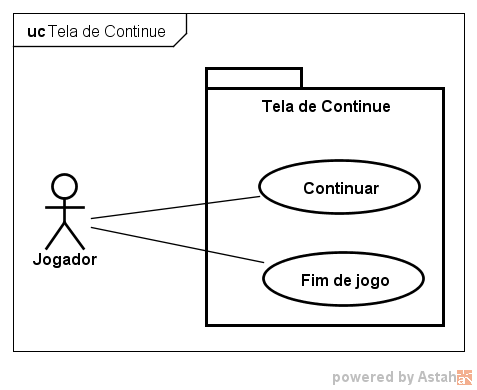 uc Tela de Continue
Tela de Continue
Continuar
Jogador
Fim de jogo
powered by Astah